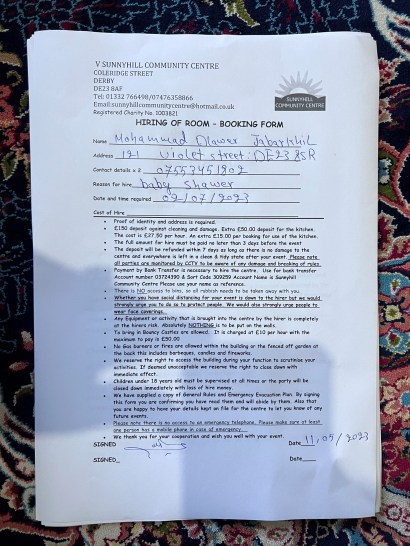 V SUNNYHILL COMMUNITY CENTRE
COLERIDGE STREET
DERBY
DE23 8AF
Tel: 01332 766498/07476358866
Email:sunnyhillcommunitycentre@hotmail.co.uk
Registered Charity No. 1003821
SUNNYHILL
COMMUNITY CENTRE
HIRING OF ROOM - BOOKING FORM
Name Mohammad Dlawer Jabarkhil
Address 121 violet street: DE23 8SR
Contact details x 2 07553451202
Reason for hire baby shawer
Date and time required 02/07/2023
Cost of Hire
• Proof of identity and address is required.
• £150 deposit against cleaning and damage. Extra £50.00 deposit for the kitchen.
The cost is £27.50 per hour. An extra £15.00 per booking for use of the kitchen.
• The full amount for hire must be paid no later than 3 days before the event
• The deposit will be refunded within 7 days as long as there is no damage to the
centre and everywhere is left in a clean & tidy state after your event. Please note
all parties are monitored by CCTV to be aware of any damage and breaking of rules.
• Payment by Bank Transfer is necessary to hire the centre. Use for bank transfer
Account number 03724390 & Sort Code 309259 Account Name is Sunnyhill
Community Centre Please use your name as reference.
• There is NO access to bins, so all rubbish needs to be taken away with you.
• Whether you have social distancing for your event is down to the hirer but we would
strongly urge you to do so to protect people. We would also strongly urge people to
wear face coverings.
• Any Equipment or activity that is brought into the centre by the hirer is completely
at the hirers risk. Absolutely NOTHING is to be put on the walls.
• To bring in Bouncy Castles are allowed. It is charged at £10 per hour with the
maximum to pay is £50.00
• No Gas burners or fires are allowed within the building or the fenced off garden at
the back this includes barbeques, candles and fireworks.
• We reserve the right to access the building during your function to scrutinise your
activities. If deemed unacceptable we reserve the right to close down with
immediate effect.
• Children under 18 years old must be supervised at all times or the party will be
closed down immediately with loss of hire money.
• We have supplied a copy of General Rules and Emergency Evacuation Plan. By signing
this form you are confirming you have read them and will abide by them. Also that
you are happy to have your details kept on file for the centre to let you know of any
future events.
• Please note there is no access to an emergency telephone. Please make sure at least
one person has a mobile phone in case of emergency.
• We thank you for your cooperation and wish you well with your event.
SIGNED Date 11/05/2023
SIGNED_ Date____